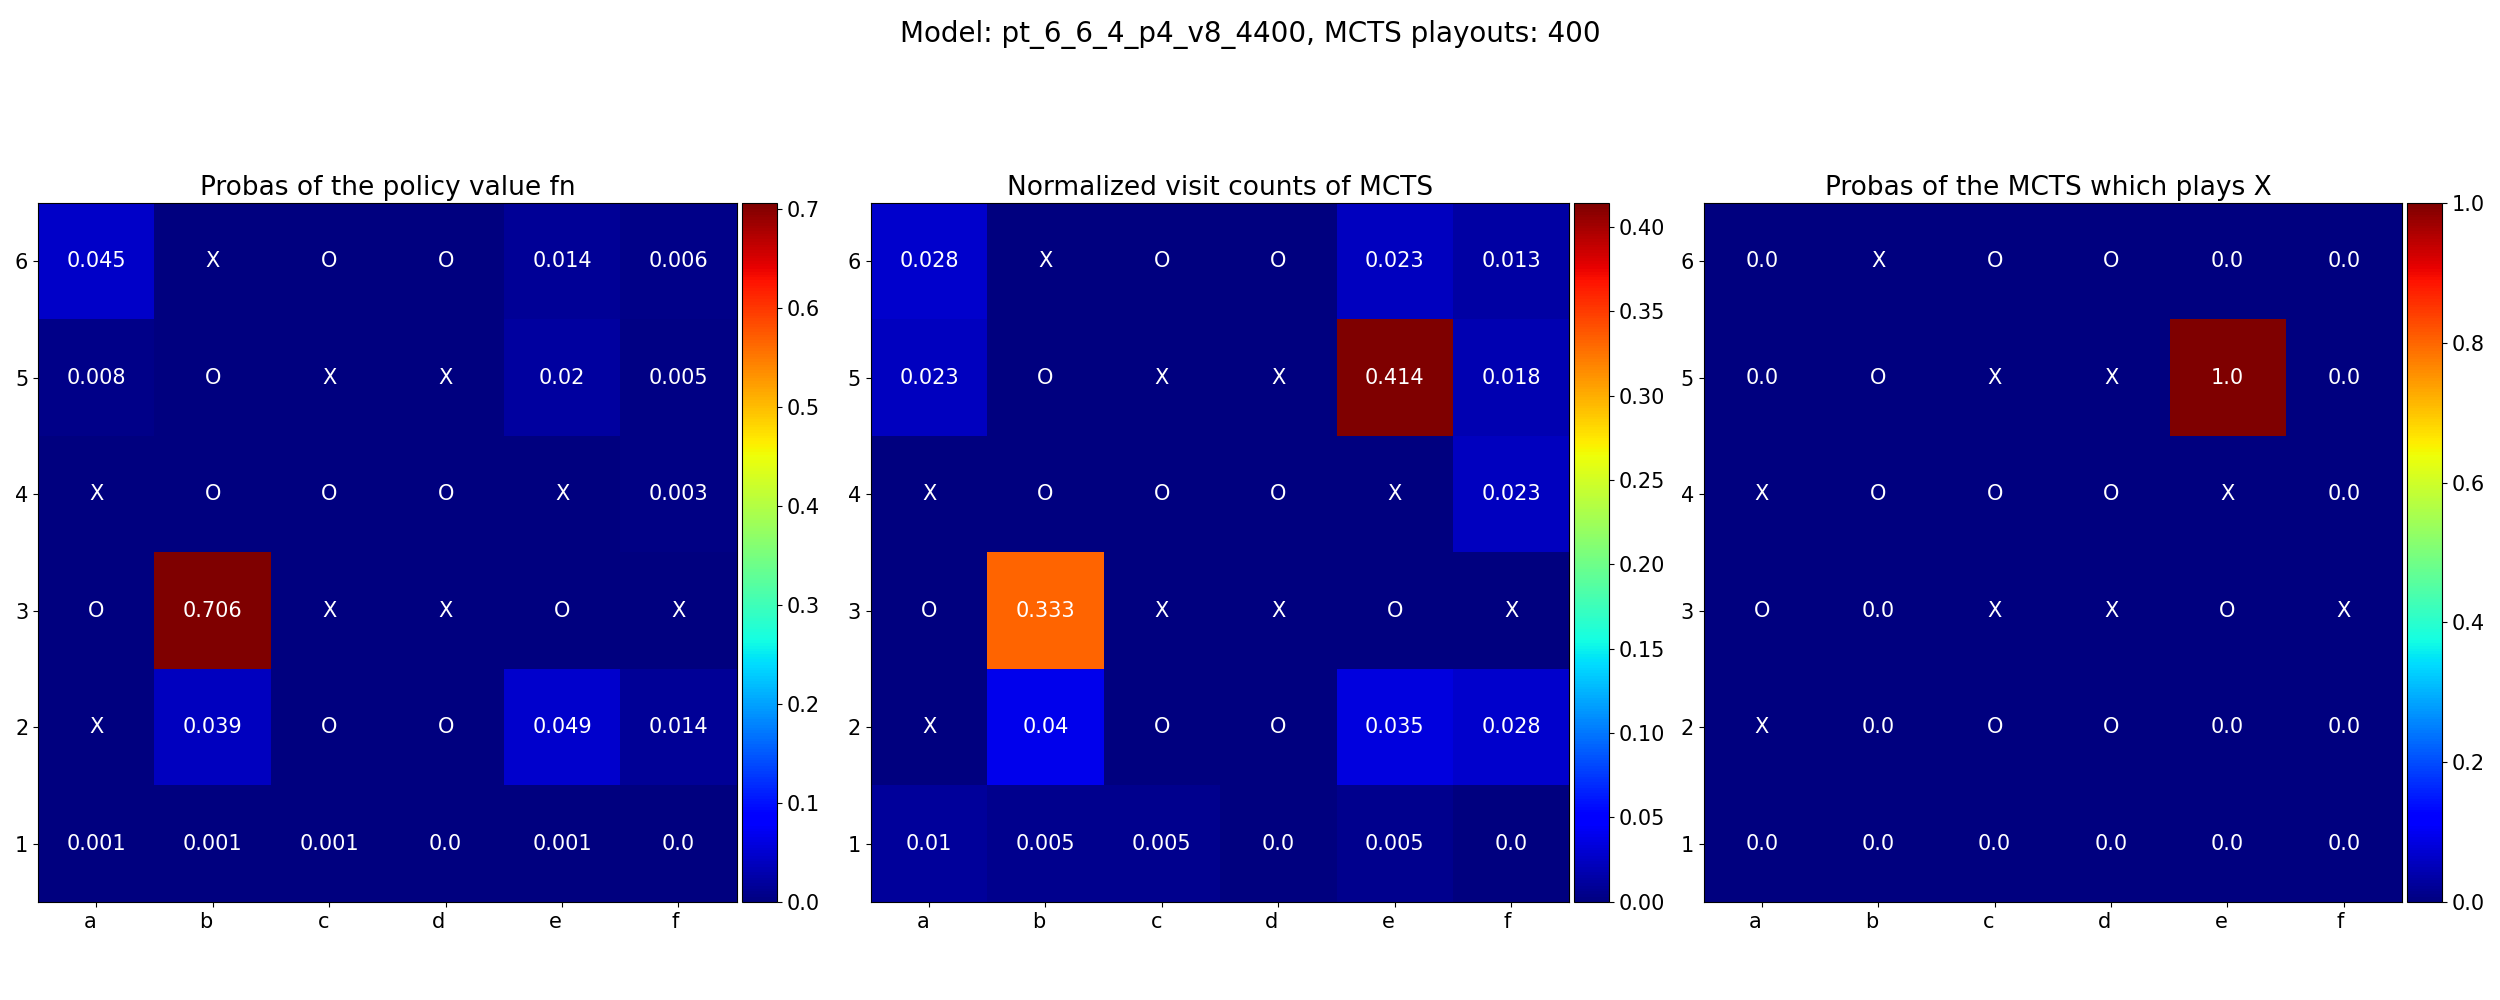 Model: pt_6_6_4_p4_v8_4400, MCTS playouts: 400
Probas of the policy value fn
6 0.045 X O O 0.014 0.006
5 0.008 O X X 0.02 0.005
4 X O O O X 0.003
3 O 0.706 X X O X
2 X 0.039 O O 0.049 0.014
1 0.001 0.001 0.001 0.0 0.001 0.0
a b c d e f
0.7
0.6
0.5
0.4
0.3
0.2
0.1
0.0
Normalized visit counts of MCTS
6 0.028 X O O 0.023 0.013
5 0.023 O X X 0.414 0.018
4 X O O O X 0.023
3 O 0.333 X X O X
2 X 0.04 O O 0.035 0.028
1 0.01 0.005 0.005 0.0 0.005 0.0
a b c d e f
0.40
0.35
0.30
0.25
0.20
0.15
0.10
0.05
0.00
Probas of the MCTS which plays X
6 0.0 X O O 0.0 0.0
5 0.0 O X X 1.0 0.0
4 X O O O X 0.0
3 O 0.0 X X O X
2 X 0.0 O O 0.0 0.0
1 0.0 0.0 0.0 0.0 0.0 0.0
a b c d e f
1.0
0.8
0.6
0.4
0.2
0.0